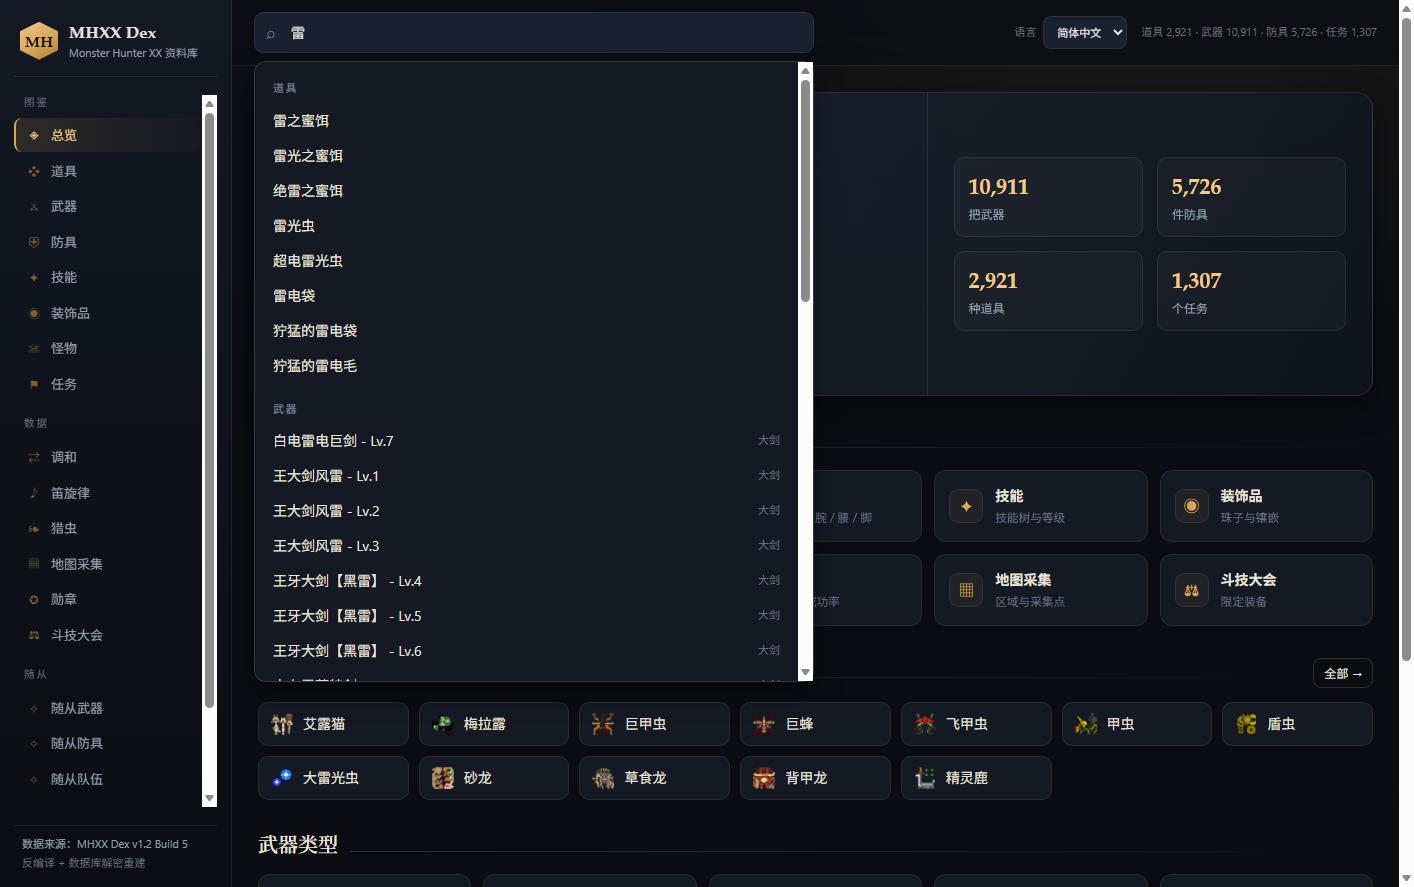 MH
MHXX Dex
Monster Hunter XX 资料库
图鉴
总览
道具
武器
防具
技能
装饰品
怪物
任务
数据
调和
笛旋律
猎虫
地图采集
勋章
斗技大会
随从
随从武器
随从防具
随从队伍
数据来源：MHXX Dex v1.2 Build 5
反编译 + 数据库解密重建
雷
语言
简体中文
道具 2,921 · 武器 10,911 · 防具 5,726 · 任务 1,307
道具
雷之蜜饵
雷光之蜜饵
绝雷之蜜饵
雷光虫
超电雷光虫
雷电袋
狞猛的雷电袋
狞猛的雷电毛
武器
白电雷电巨剑 - Lv.7 大剑
王大剑风雷 - Lv.1 大剑
王大剑风雷 - Lv.2 大剑
王大剑风雷 - Lv.3 大剑
王牙大剑【黑雷】 - Lv.4 大剑
王牙大剑【黑雷】 - Lv.5 大剑
王牙大剑【黑雷】 - Lv.6 大剑
10,911
把武器
5,726
件防具
2,921
种道具
1,307
个任务
腕 / 腰 / 脚
技能
技能树与等级
装饰品
珠子与镶嵌
功率
地图采集
区域与采集点
斗技大会
限定装备
全部 →
艾露猫
梅拉露
巨甲虫
巨蜂
飞甲虫
甲虫
盾虫
大雷光虫
砂龙
草食龙
背甲龙
精灵鹿
武器类型